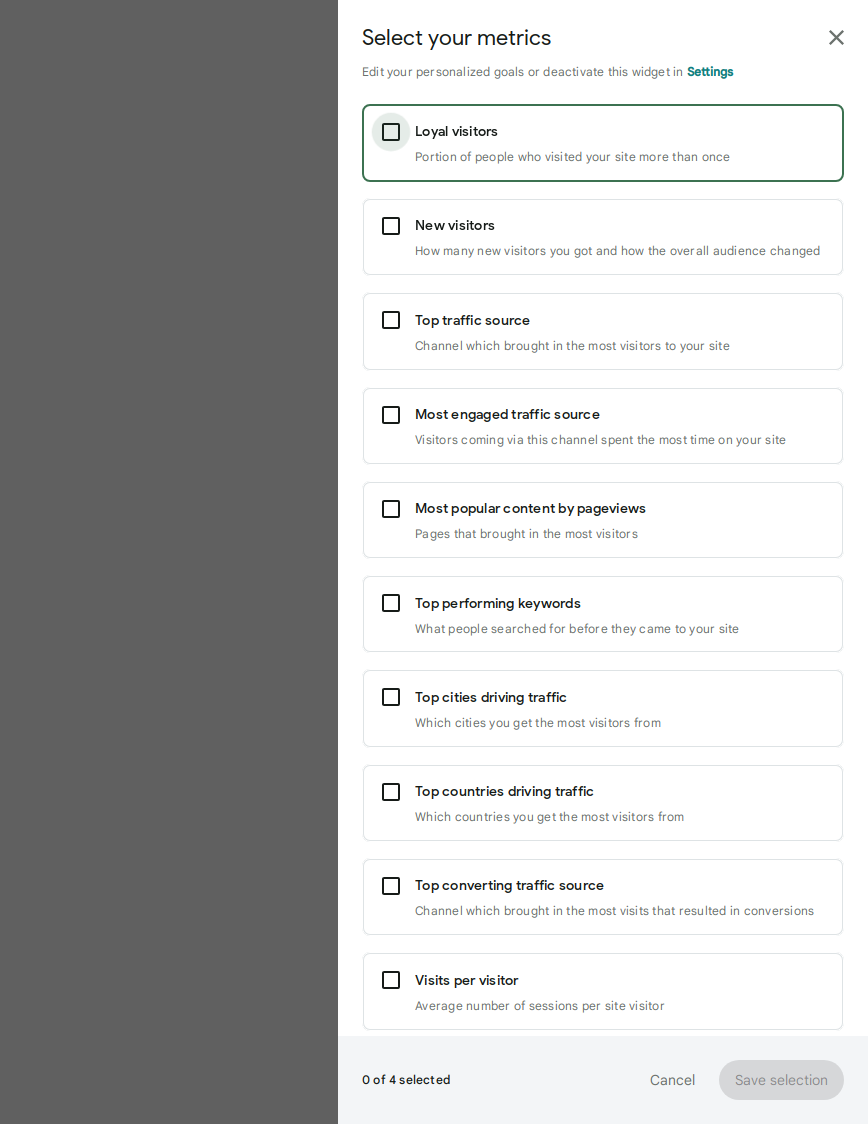 Select your metrics
Edit your personalized goals or deactivate this widget in Settings
Loyal visitors
Portion of people who visited your site more than once
New visitors
How many new visitors you got and how the overall audience changed
Top traffic source
Channel which brought in the most visitors to your site
Most engaged traffic source
Visitors coming via this channel spent the most time on your site
Most popular content by pageviews
Pages that brought in the most visitors
Top performing keywords
What people searched for before they came to your site
Top cities driving traffic
Which cities you get the most visitors from
Top countries driving traffic
Which countries you get the most visitors from
Top converting traffic source
Channel which brought in the most visits that resulted in conversions
Visits per visitor
Average number of sessions per site visitor
0 of 4 selected
Cancel
Save selection